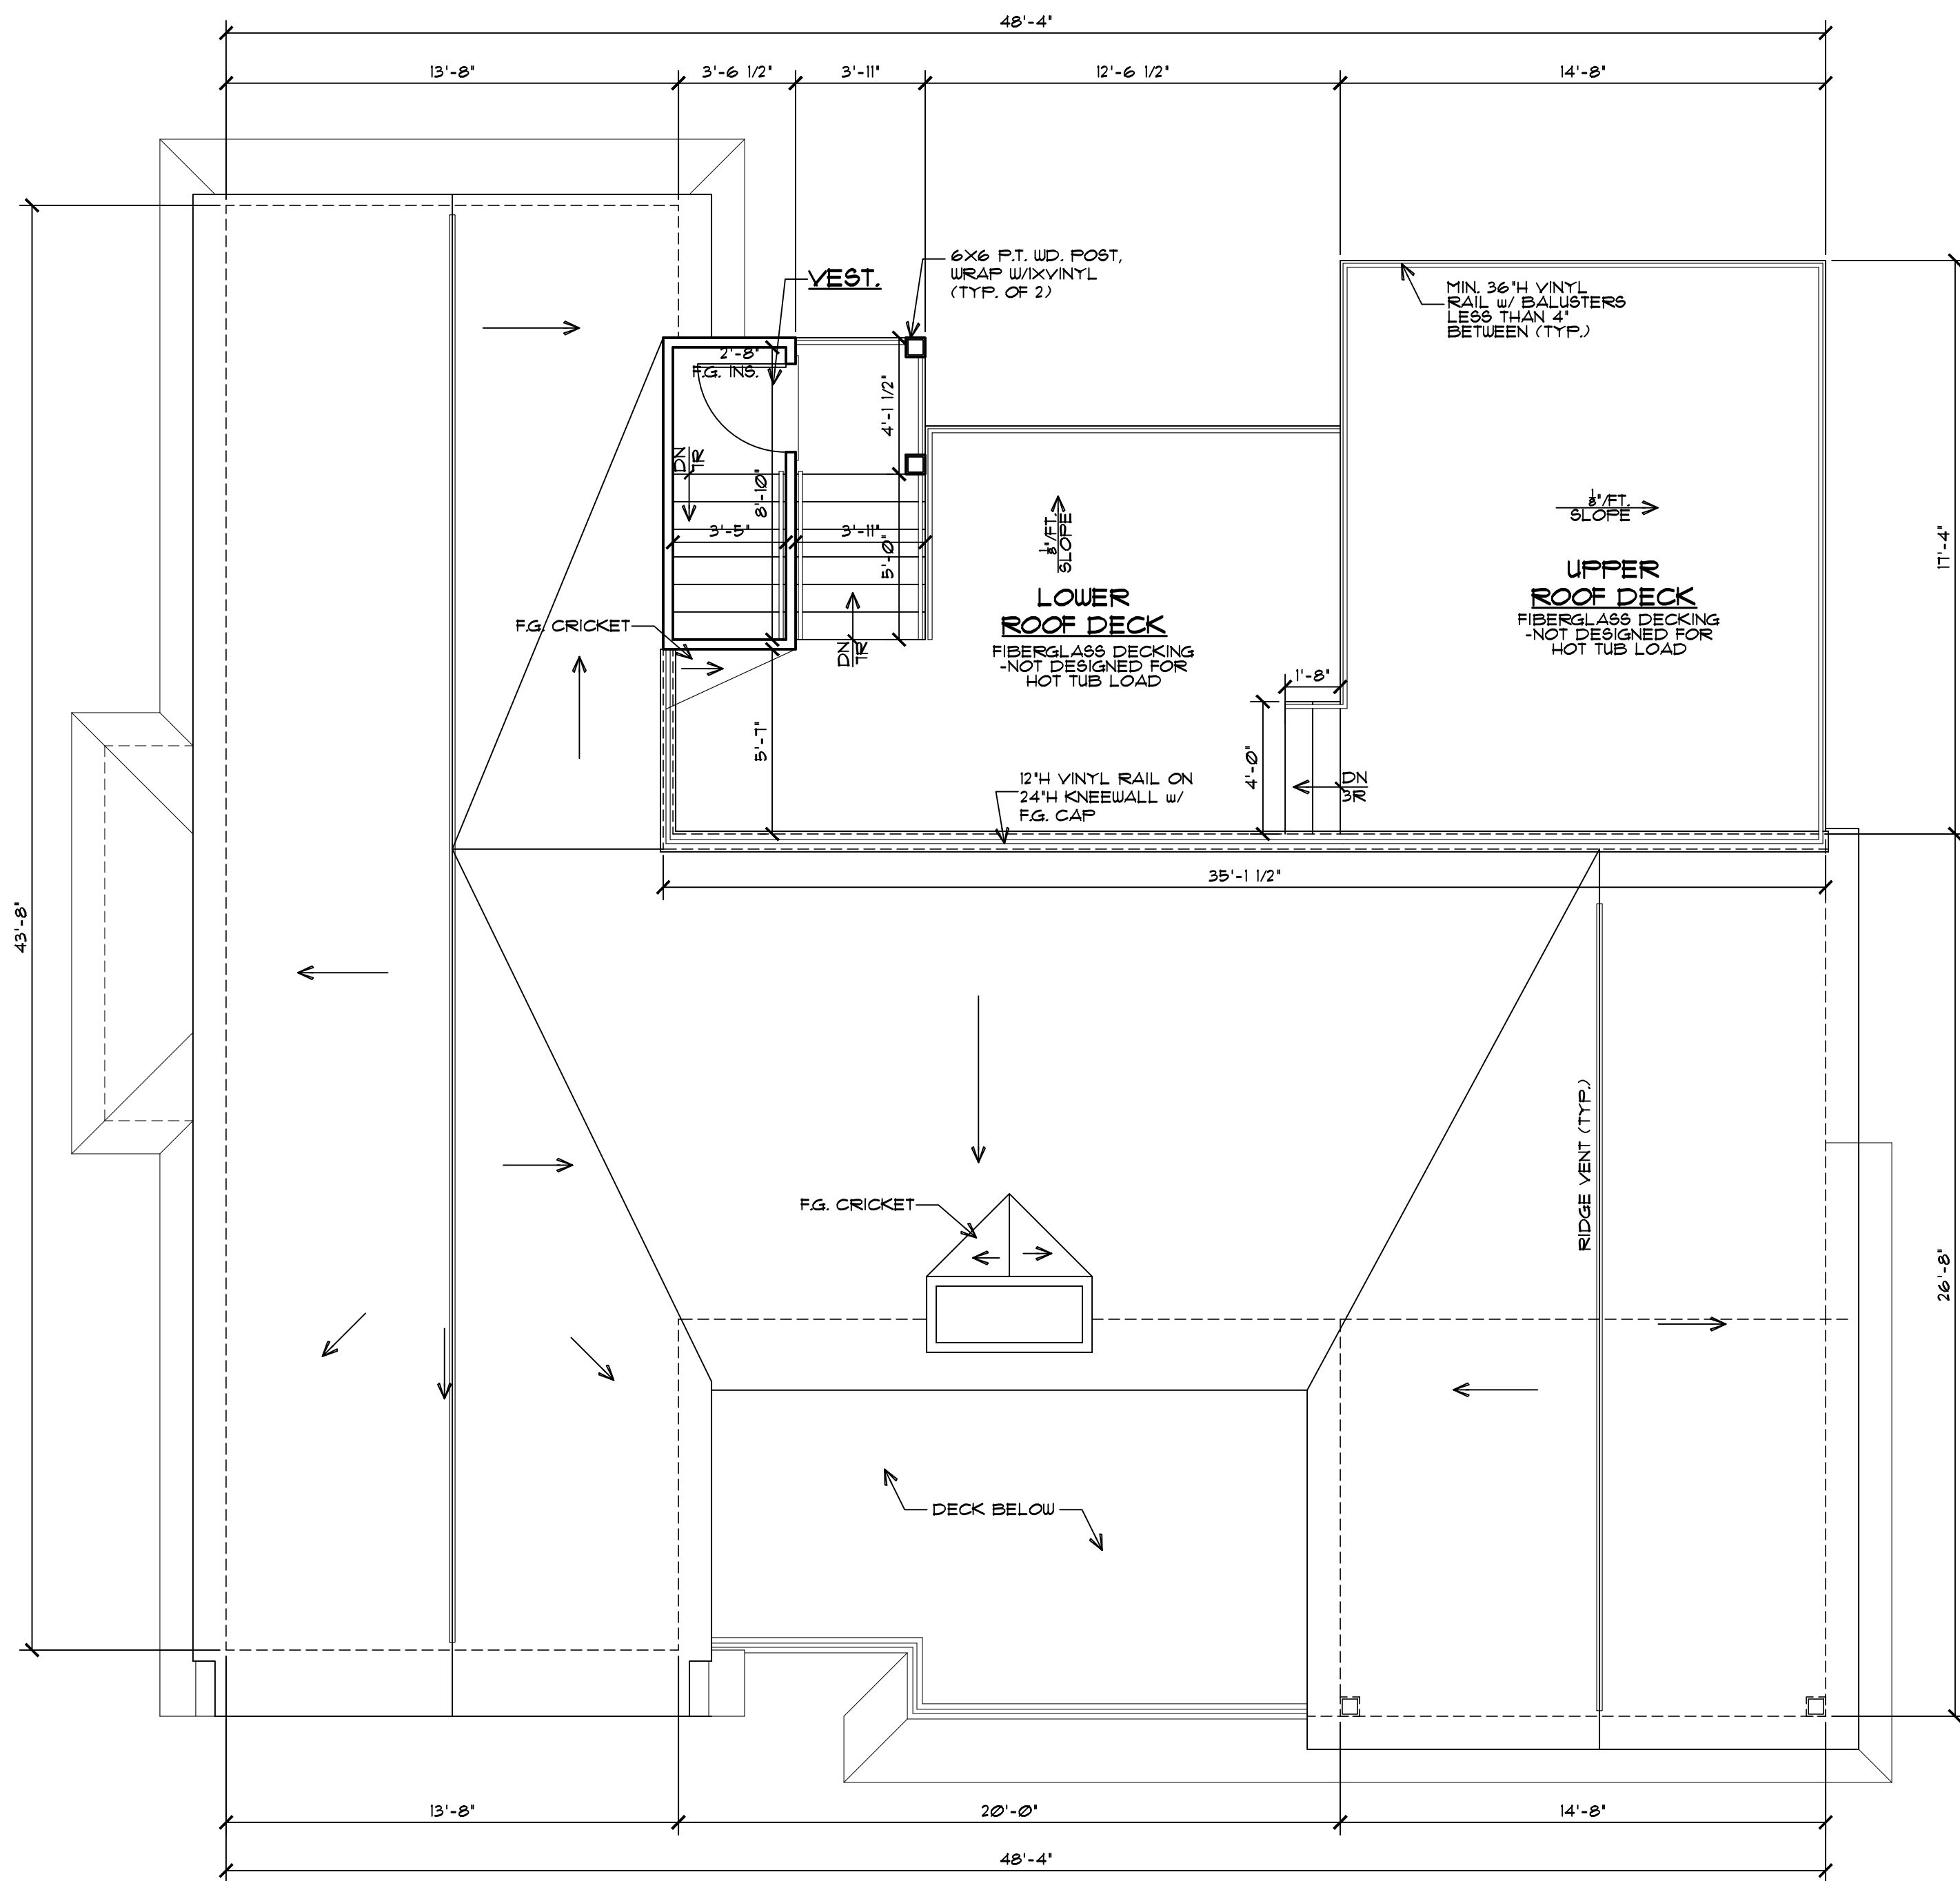 48'-4"
13'-8"
3'-6 1/2"
3'-11"
12'-6 1/2"
14'-8"
VEST.
6X6 P.T. WD. POST,
WRAP W/1XVINYL
(TYP. OF 2)
MIN. 36"H VINYL
RAIL w/ BALUSTERS
LESS THAN 4"
BETWEEN (TYP.)
2'-8"
F.G. INS.
4'-1 1/2"
DN
7R
8'-10"
3'-5"
3'-11"
5'-0"
1/8"/FT.
SLOPE
1/8"/FT.
SLOPE
17'-4"
UPPER
ROOF DECK
FIBERGLASS DECKING
-NOT DESIGNED FOR
HOT TUB LOAD
LOWER
ROOF DECK
FIBERGLASS DECKING
-NOT DESIGNED FOR
HOT TUB LOAD
F.G. CRICKET
DN
7R
1'-8"
5'-7"
4'-0"
DN
3R
12"H VINYL RAIL ON
24"H KNEEWALL w/
F.G. CAP
35'-1 1/2"
43'-8"
RIDGE VENT (TYP.)
F.G. CRICKET
26'-8"
DECK BELOW
13'-8"
20'-0"
14'-8"
48'-4"